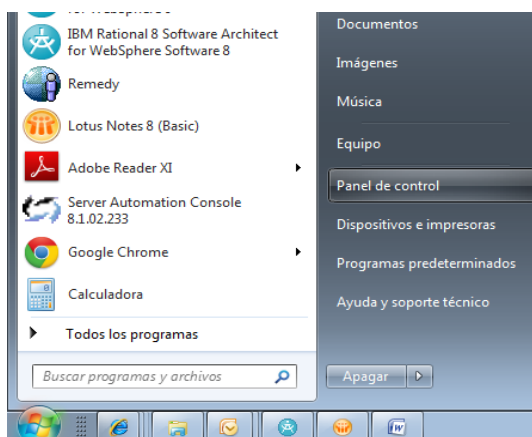 IBM Rational 8 Software Architect
for WebSphere Software 8
Remedy
Lotus Notes 8 (Basic)
Adobe Reader XI
Server Automation Console
8.1.02.233
Google Chrome
Calculadora
Todos los programas
Buscar programas y archivos
Documentos
Imágenes
Música
Equipo
Panel de control
Dispositivos e impresoras
Programas predeterminados
Ayuda y soporte técnico
Apagar